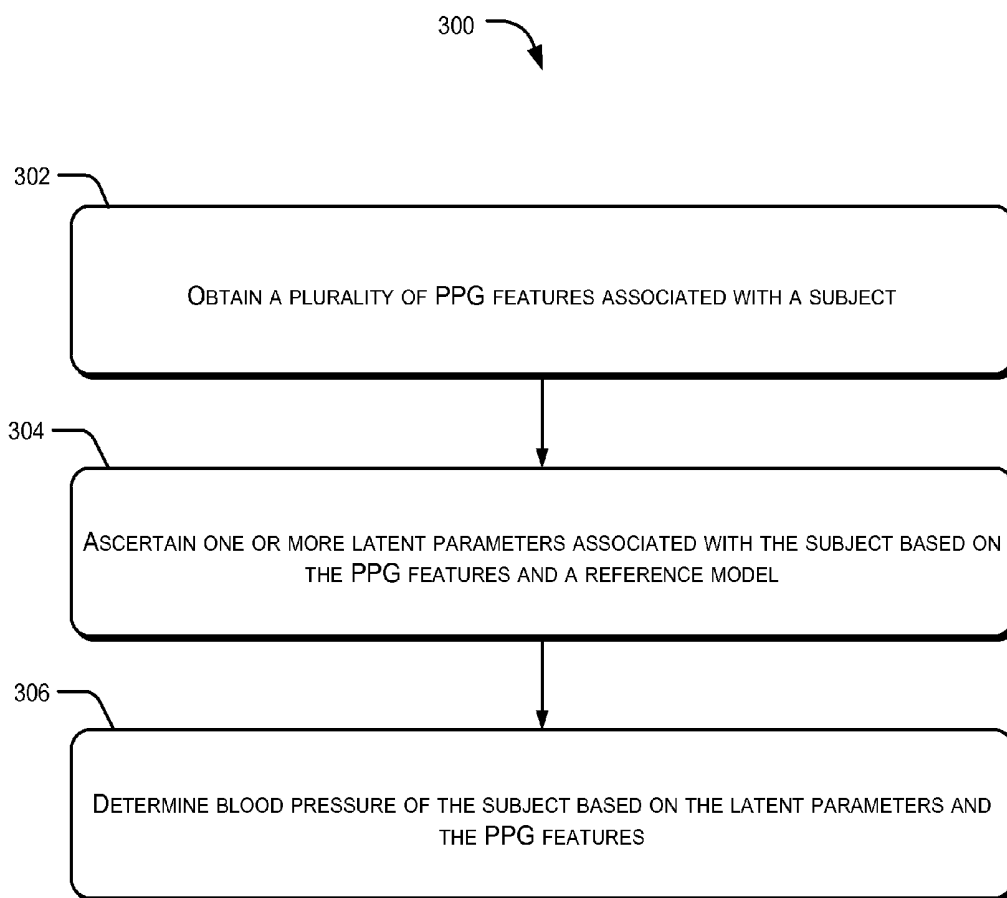 300
302
OBTAIN A PLURALITY OF PPG FEATURES ASSOCIATED WITH A SUBJECT
304
ASCERTAIN ONE OR MORE LATENT PARAMETERS ASSOCIATED WITH THE SUBJECT BASED ON
THE PPG FEATURES AND A REFERENCE MODEL
306
DETERMINE BLOOD PRESSURE OF THE SUBJECT BASED ON THE LATENT PARAMETERS AND
THE PPG FEATURES